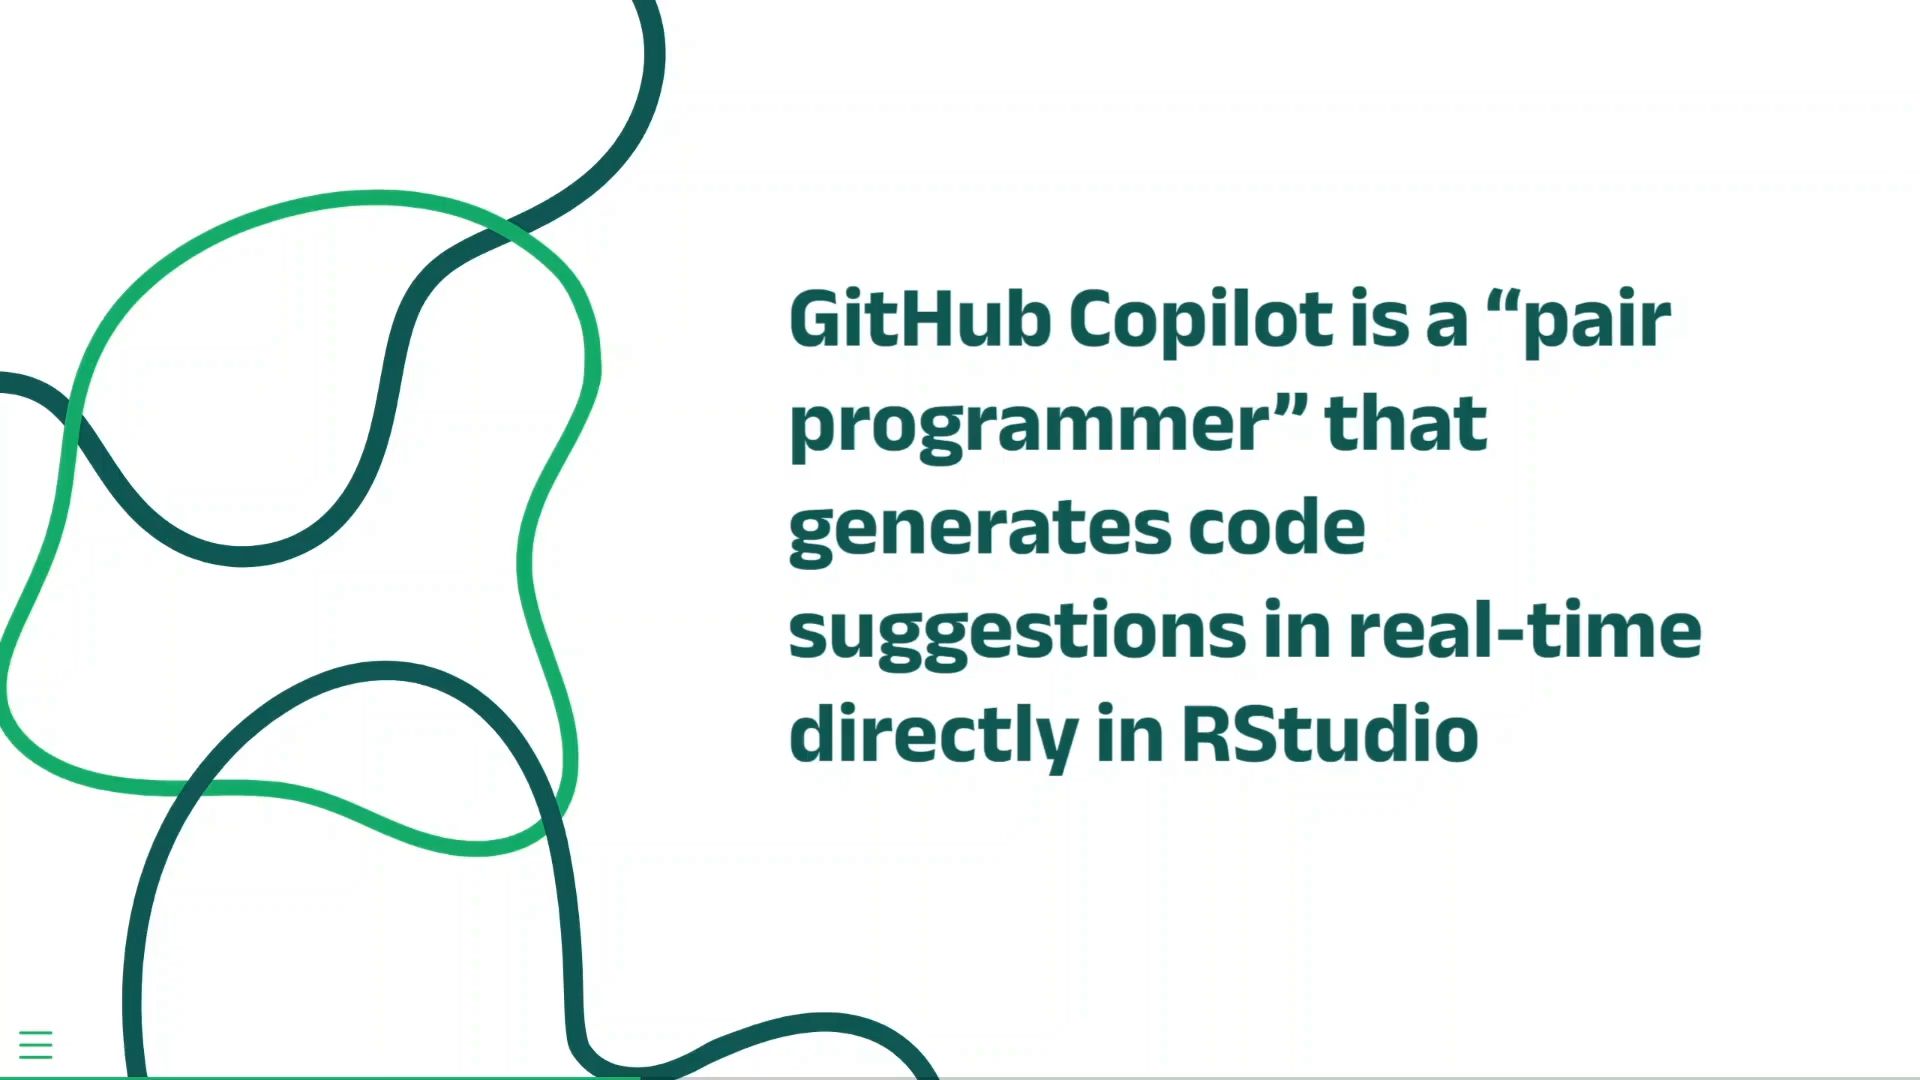 GitHub Copilot is a “pair
programmer” that
generates code
suggestions in real-time
directly in RStudio